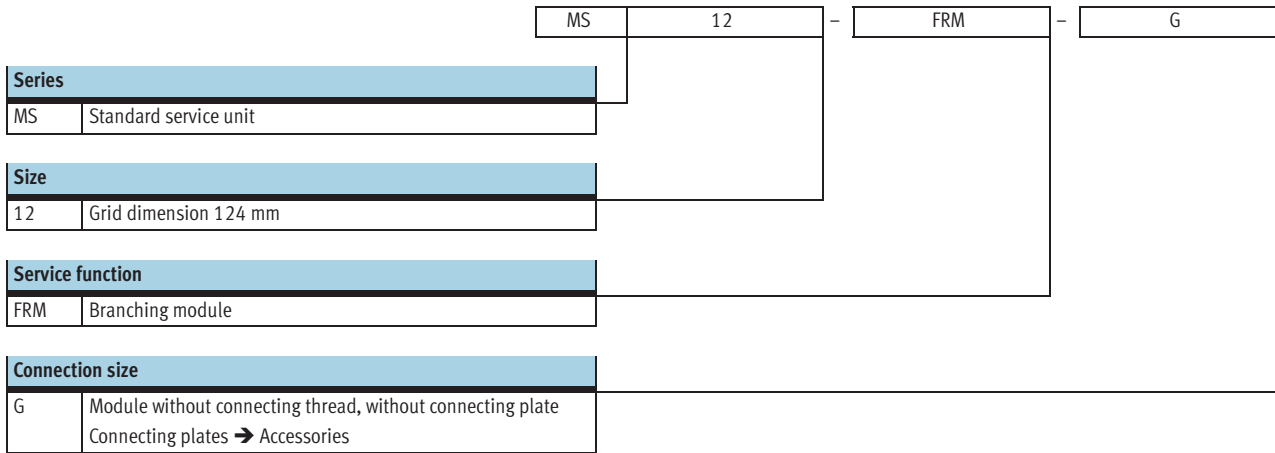 MS 12 – FRM – G
Series
MS Standard service unit
Size
12 Grid dimension 124 mm
Service function
FRM Branching module
Connection size
G Module without connecting thread, without connecting plate
Connecting plates ➔ Accessories